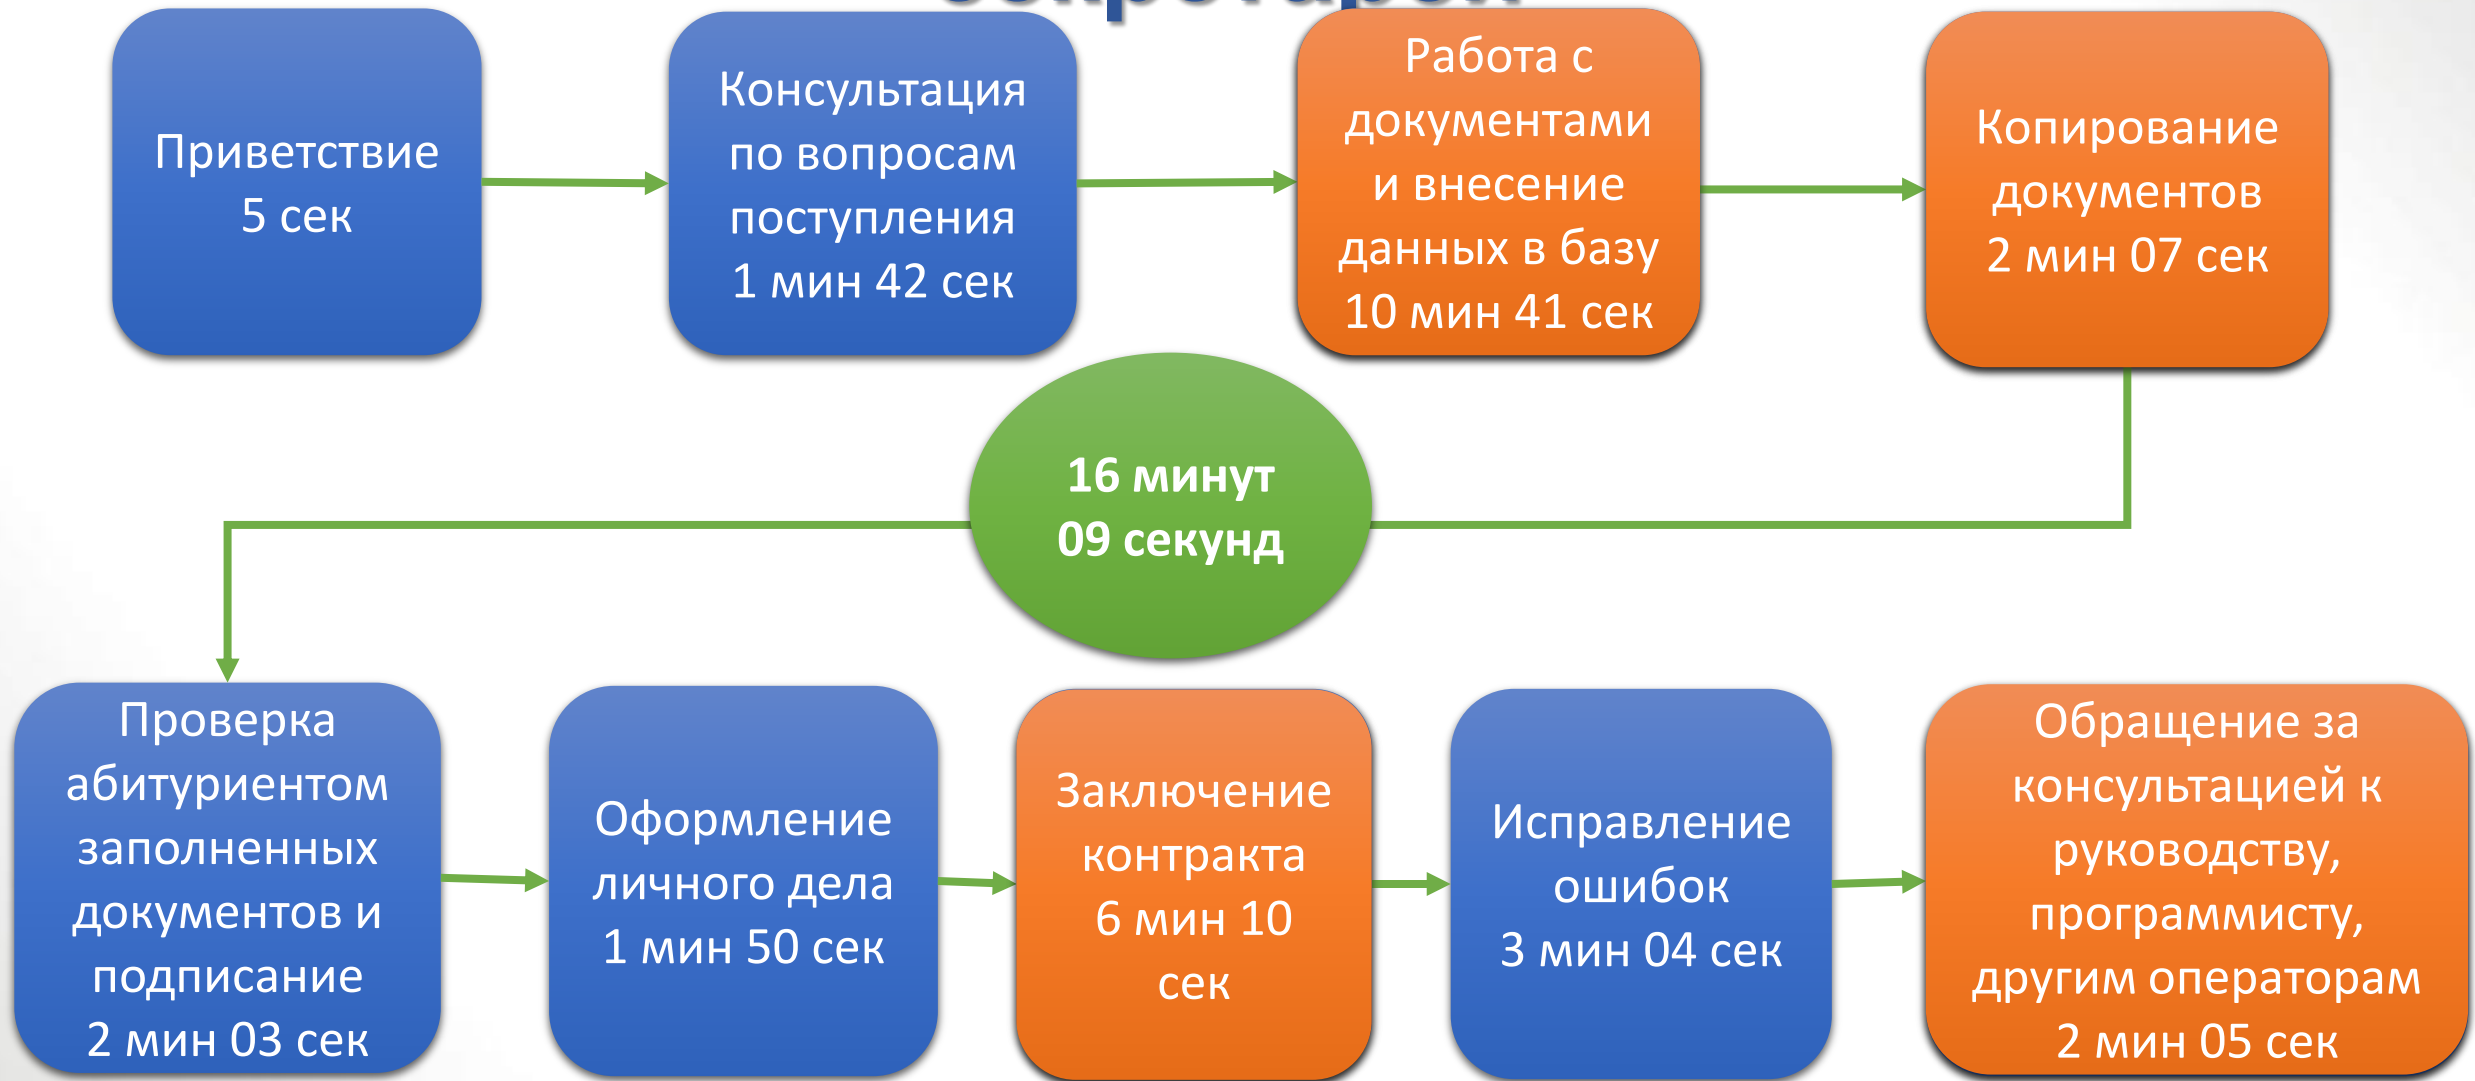 Приветствие
5 сек
Консультация
по вопросам
поступления
1 мин 42 сек
Работа с
документами
и внесение
данных в базу
10 мин 41 сек
Копирование
документов
2 мин 07 сек
16 минут
09 секунд
Проверка
абитуриентом
заполненных
документов и
подписание
2 мин 03 сек
Оформление
личного дела
1 мин 50 сек
Заключение
контракта
6 мин 10
сек
Исправление
ошибок
3 мин 04 сек
Обращение за
консультацией к
руководству,
программисту,
другим операторам
2 мин 05 сек